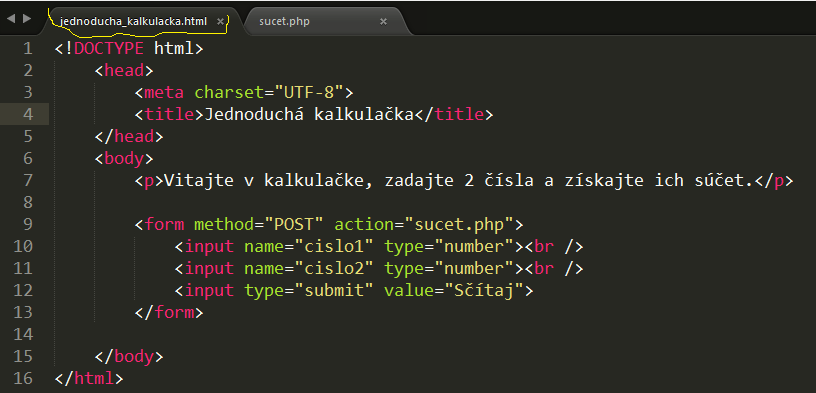 jednoducha_kalkulacka.html × sucet.php ×
1 <!DOCTYPE html>
2 <head>
3 <meta charset="UTF-8">
4 <title>Jednoduchá kalkulačka</title>
5 </head>
6 <body>
7 <p>Vitajte v kalkulačke, zadajte 2 čísla a získajte ich súčet.</p>
8
9 <form method="POST" action="sucet.php">
10 <input name="cislo1" type="number"><br />
11 <input name="cislo2" type="number"><br />
12 <input type="submit" value="Sčítaj">
13 </form>
14
15 </body>
16 </html>